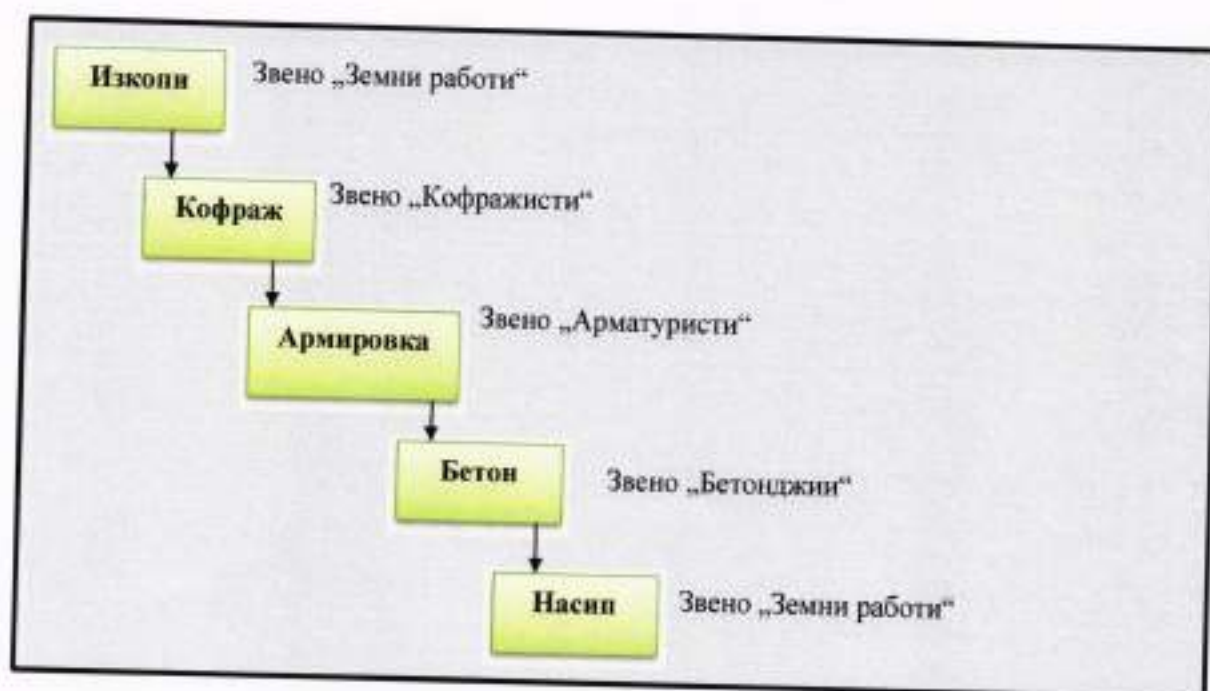 Изкопи Звено „Земни работи“
Кофраж Звено „Кофражисти“
Армировка Звено „Арматуристи“
Бетон Звено „Бетонджии“
Насип Звено „Земни работи“